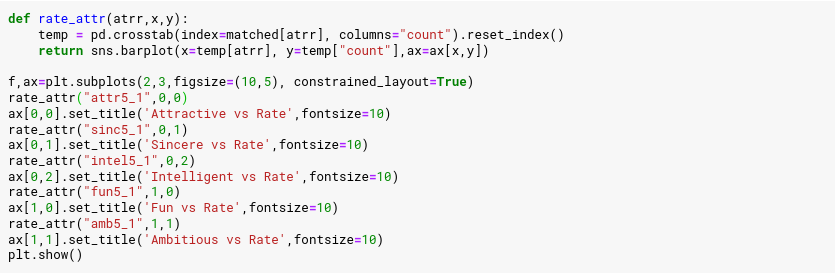 def rate_attr(atrr,x,y):
    temp = pd.crosstab(index=matched[atrr], columns="count").reset_index()
    return sns.barplot(x=temp[atrr], y=temp["count"],ax=ax[x,y])

f,ax=plt.subplots(2,3,figsize=(10,5), constrained_layout=True)
rate_attr("attr5_1",0,0)
ax[0,0].set_title('Attractive vs Rate',fontsize=10)
rate_attr("sinc5_1",0,1)
ax[0,1].set_title('Sincere vs Rate',fontsize=10)
rate_attr("intel5_1",0,2)
ax[0,2].set_title('Intelligent vs Rate',fontsize=10)
rate_attr("fun5_1",1,0)
ax[1,0].set_title('Fun vs Rate',fontsize=10)
rate_attr("amb5_1",1,1)
ax[1,1].set_title('Ambitious vs Rate',fontsize=10)
plt.show()